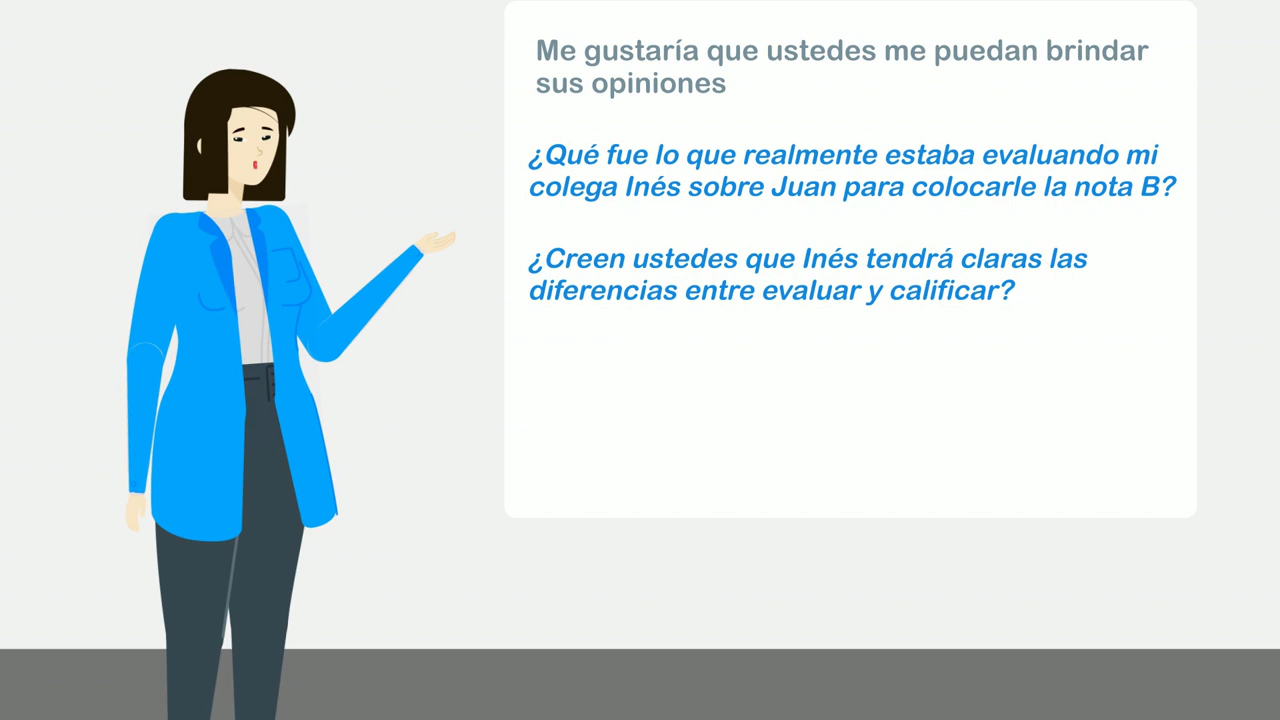 Me gustaría que ustedes me puedan brindar
sus opiniones
¿Qué fue lo que realmente estaba evaluando mi
colega Inés sobre Juan para colocarle la nota B?
¿Creen ustedes que Inés tendrá claras las
diferencias entre evaluar y calificar?